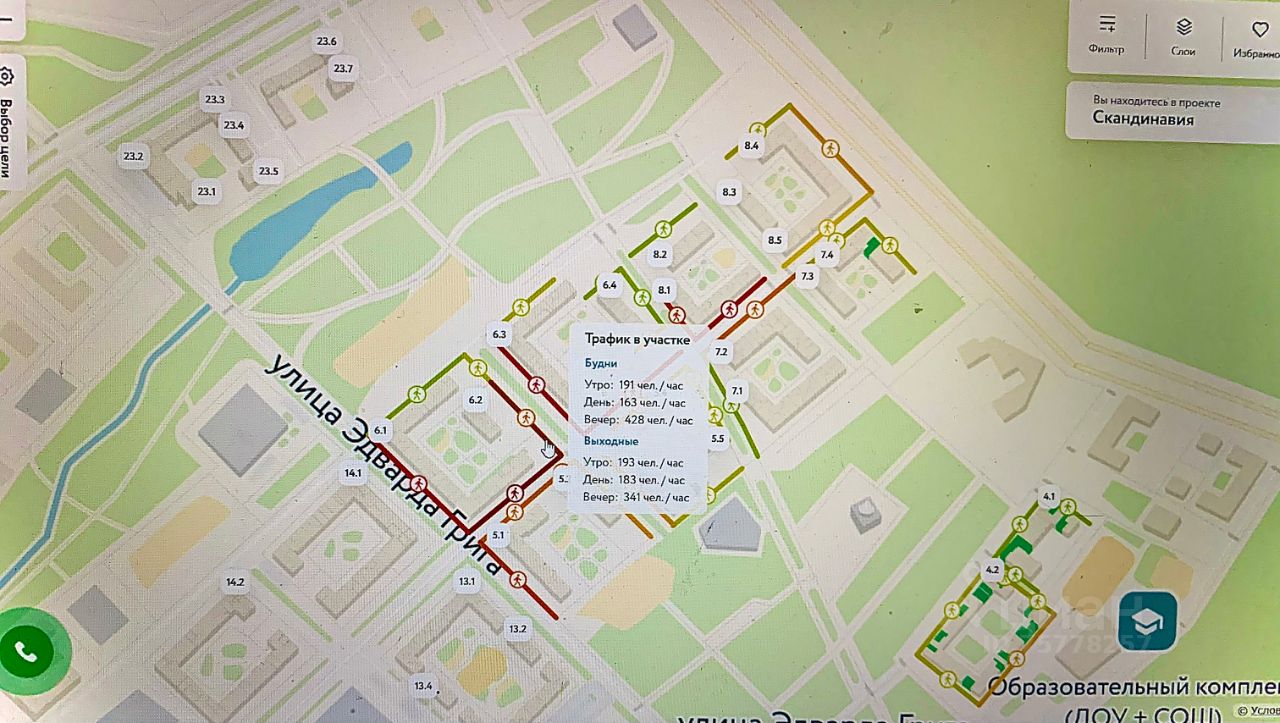 Фильтр
Слои
Избранно
Вы находитесь в проекте
Скандинавия
Выбор цели
23.6
23.7
23.3
23.4
23.2
23.5
23.1
8.4
8.3
8.5
8.2
7.4
7.3
6.4
8.1
6.3
7.2
7.1
6.2
6.1
5.5
14.1
5.1
4.1
4.2
13.1
14.2
13.2
13.4
улица Эдварда Грига
Трафик в участке
Будни
Утро: 191 чел./час
День: 163 чел./час
Вечер: 428 чел./час
Выходные
Утро: 193 чел./час
День: 183 чел./час
Вечер: 341 чел./час
Образовательный комплек
(ДОУ + СОШ)
улица Эдварда Грига
© Услов